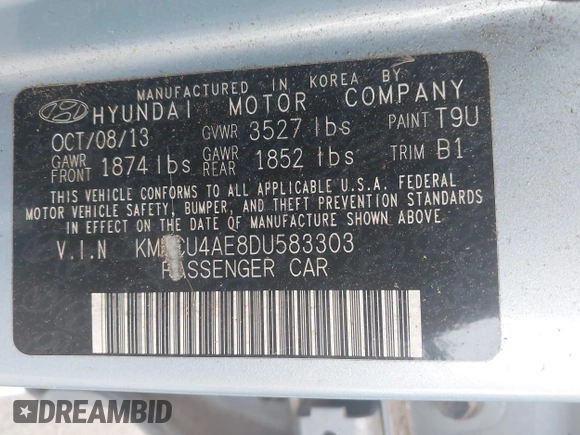 MANUFACTURED IN KOREA BY
HYUNDAI MOTOR COMPANY
OCT/08/13 GVWR 3527 lbs PAINT T9U
GAWR FRONT 1874 lbs GAWR REAR 1852 lbs TRIM B1
THIS VEHICLE CONFORMS TO ALL APPLICABLE U.S.A. FEDERAL
MOTOR VEHICLE SAFETY, BUMPER, AND THEFT PREVENTION STANDARDS
IN EFFECT ON THE DATE OF MANUFACTURE SHOWN ABOVE.
V.I.N
PASSENGER CAR
DREAMBID